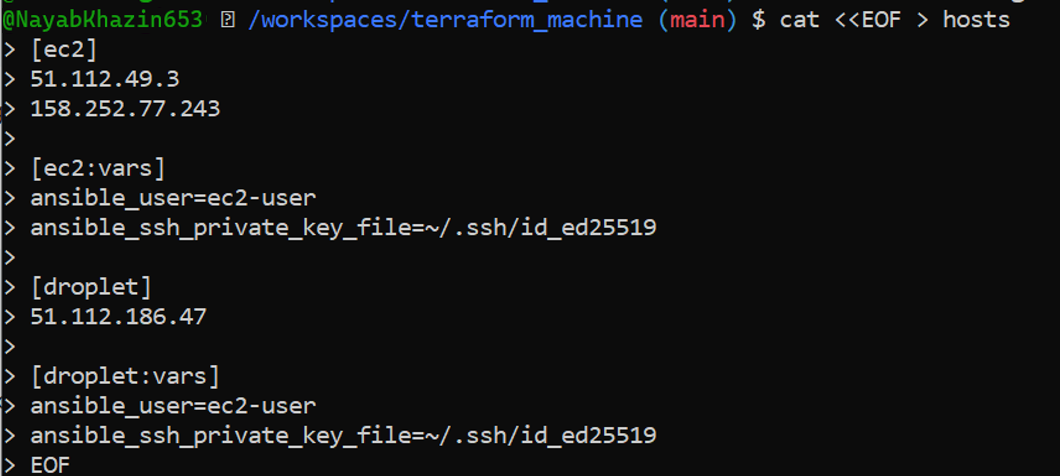 @NayabKhazin653 /workspaces/terraform_machine (main) $ cat <<EOF > hosts
> [ec2]
> 51.112.49.3
> 158.252.77.243
>
> [ec2:vars]
> ansible_user=ec2-user
> ansible_ssh_private_key_file=~/.ssh/id_ed25519
>
> [droplet]
> 51.112.186.47
>
> [droplet:vars]
> ansible_user=ec2-user
> ansible_ssh_private_key_file=~/.ssh/id_ed25519
> EOF